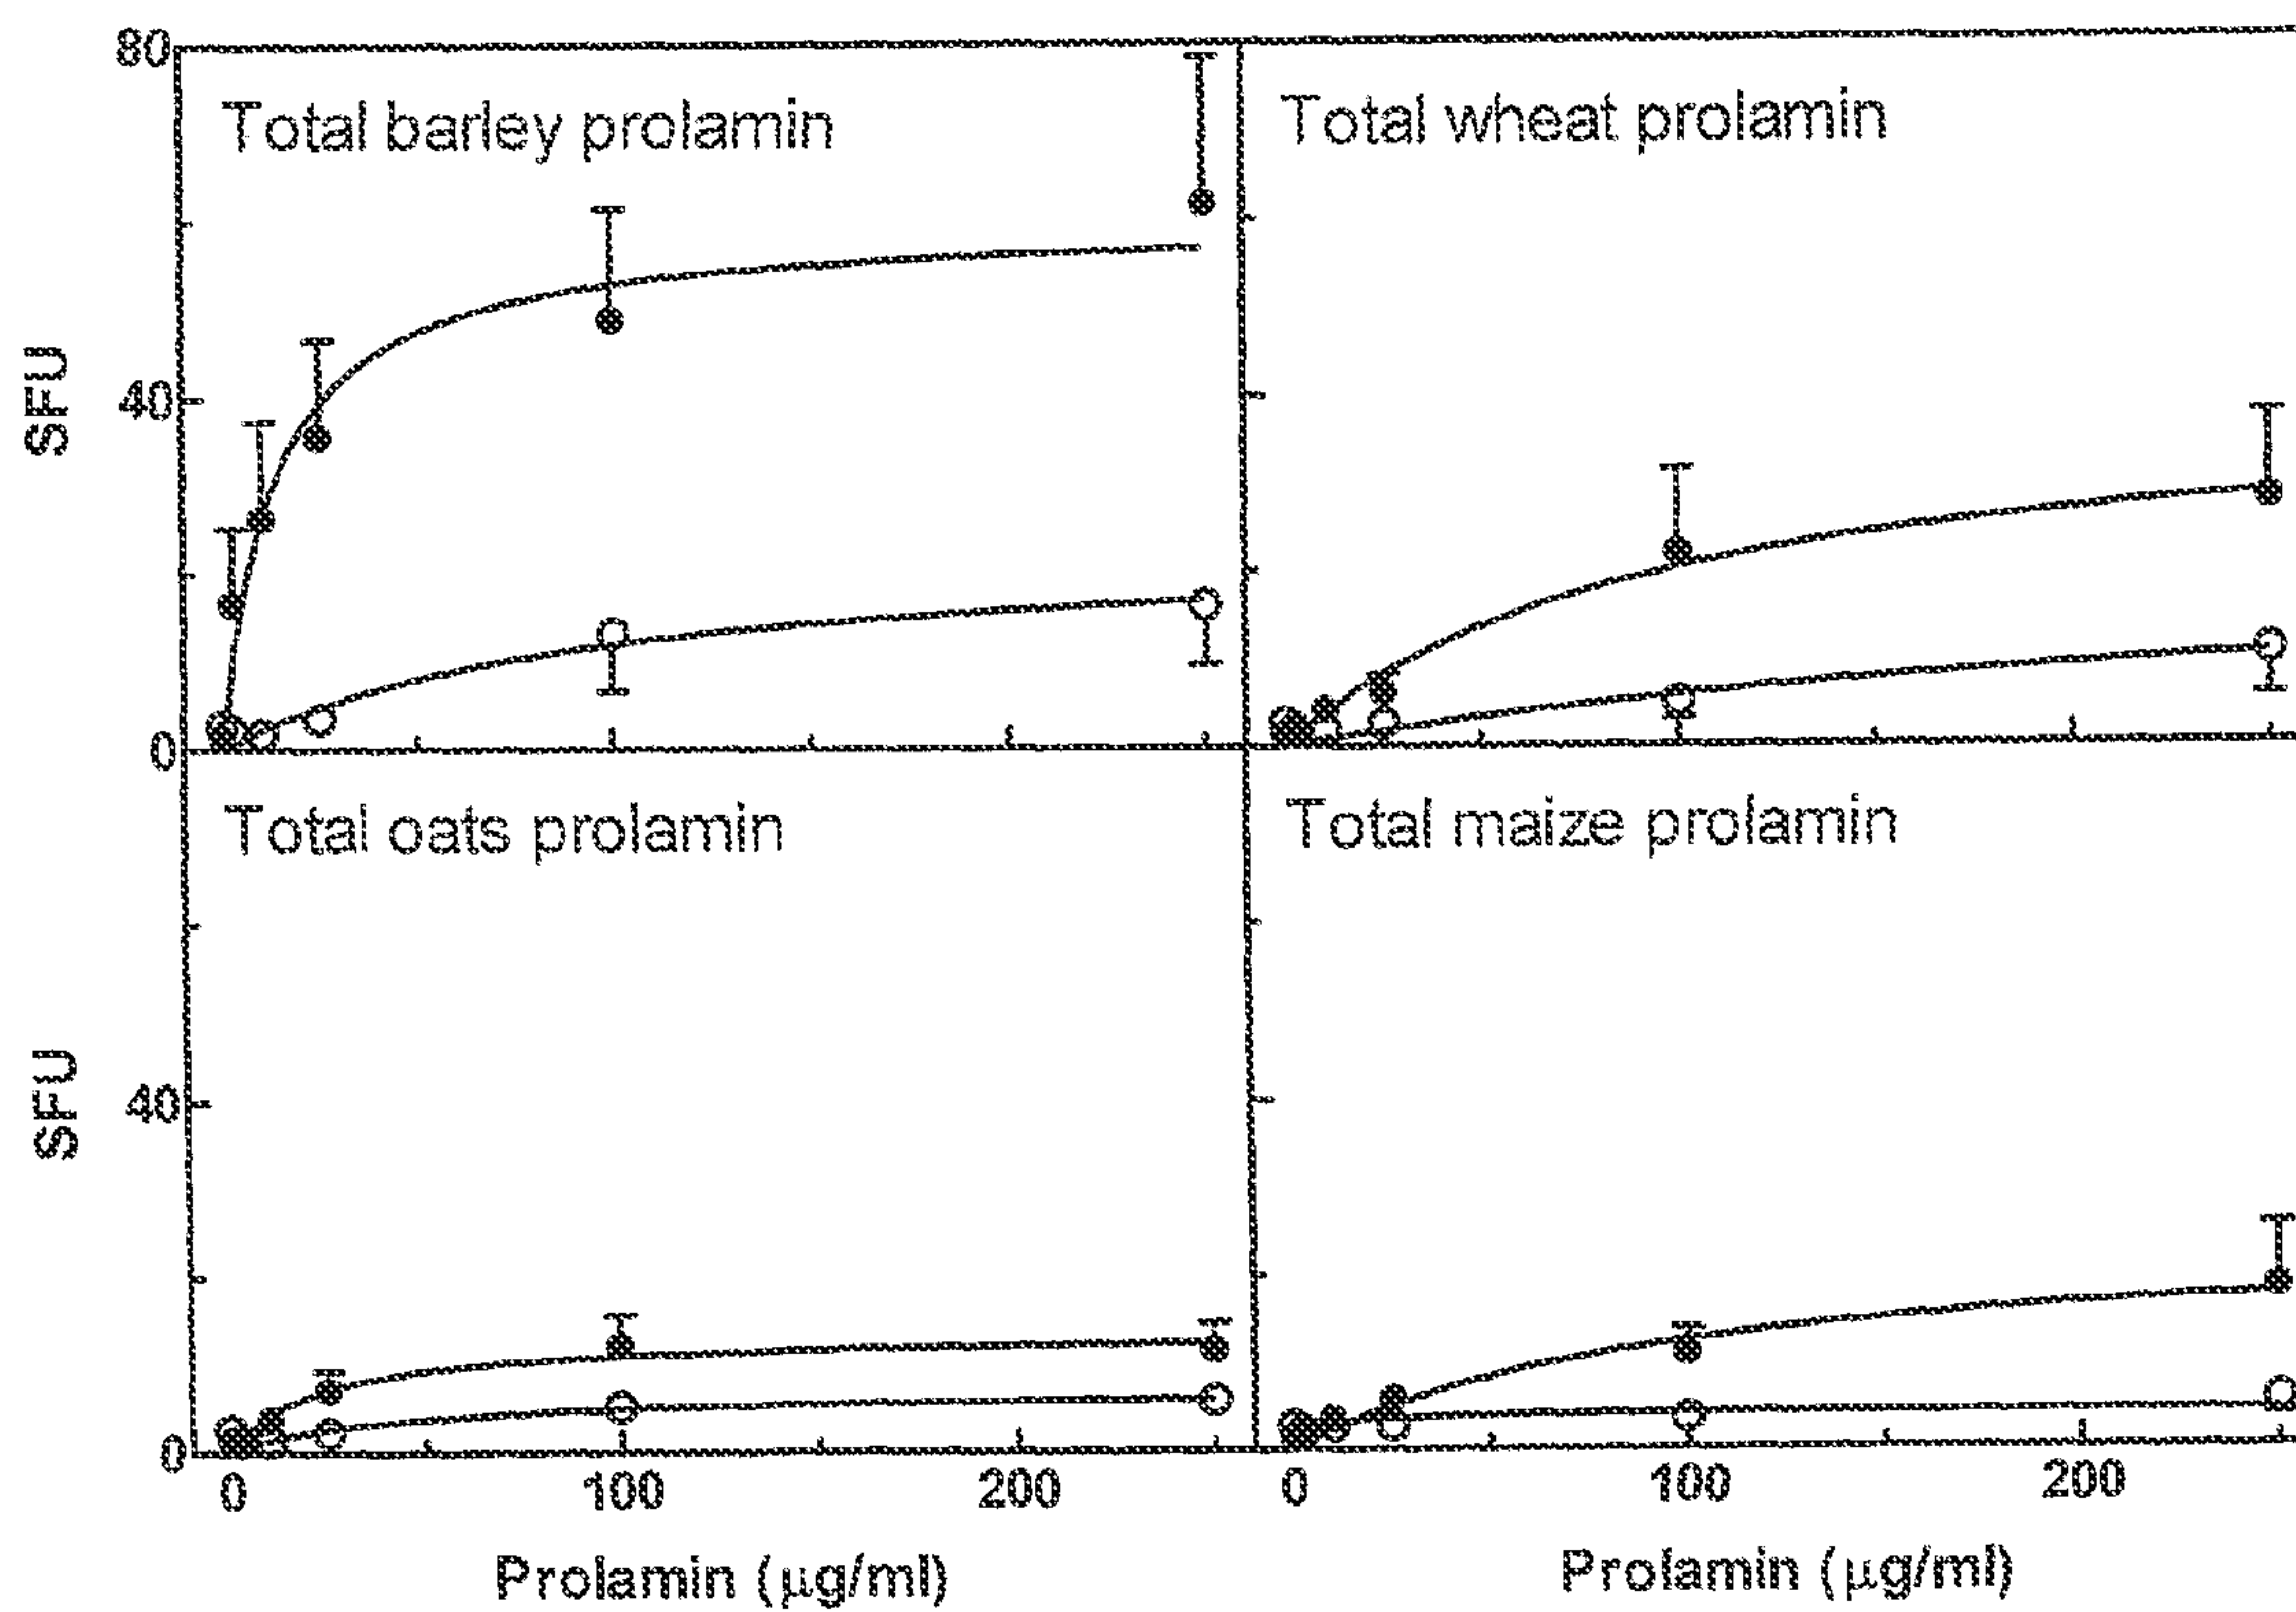 80
Total barley prolamin
Total wheat prolamin
SFU
40
0
Total oats prolamin
Total maize prolamin
SFU
40
0
0
100
200
0
100
200
Prolamin (μg/ml)
Prolamin (μg/ml)